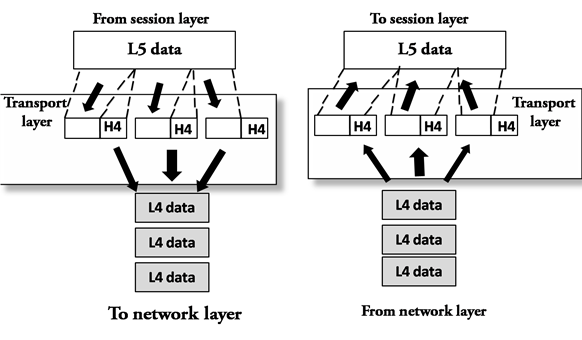 From session layer
L5 data
Transport
layer
H4
H4
H4
L4 data
L4 data
L4 data
To network layer
To session layer
L5 data
Transport
layer
H4
H4
H4
L4 data
L4 data
L4 data
From network layer